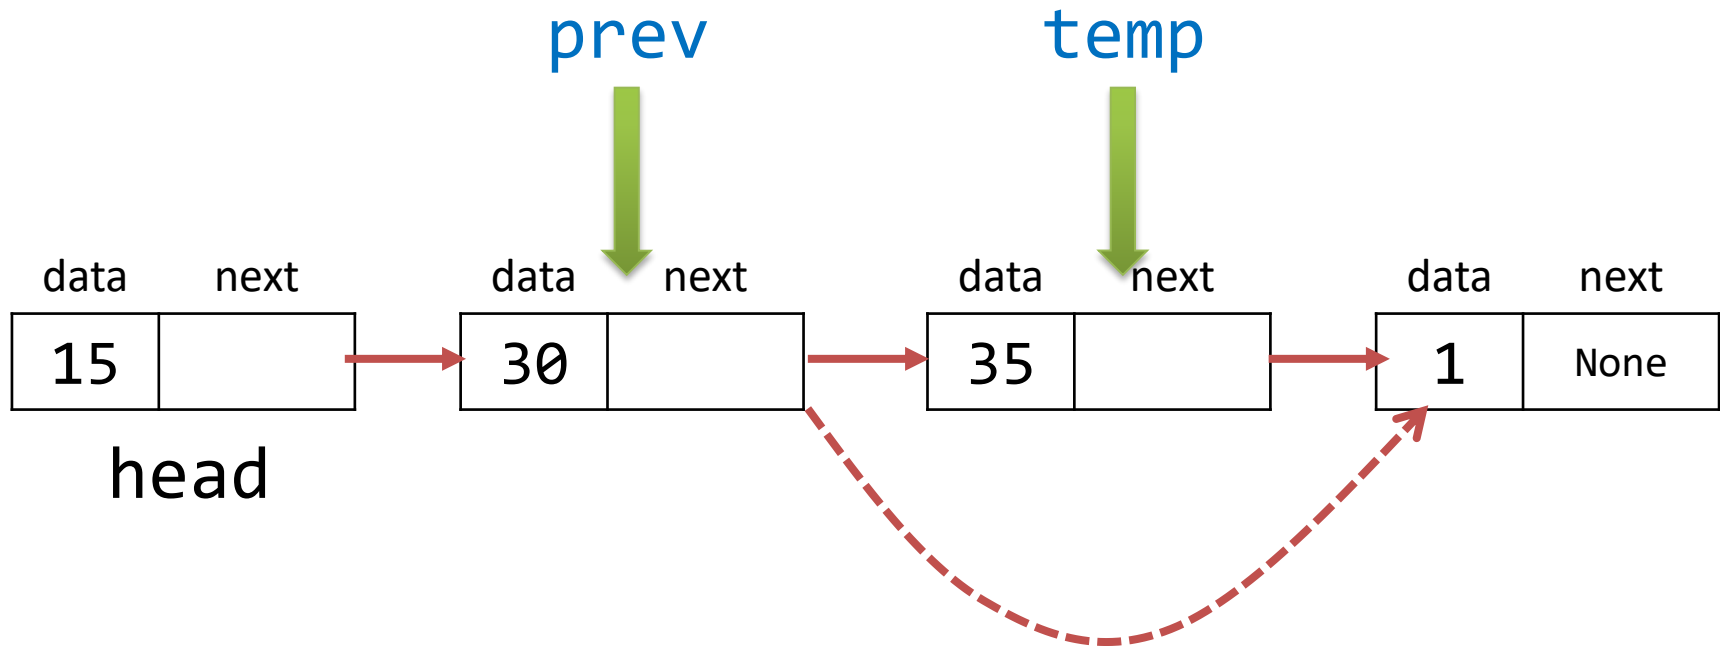 prev temp
data next data next data next data next
15 30 35 1 None
head